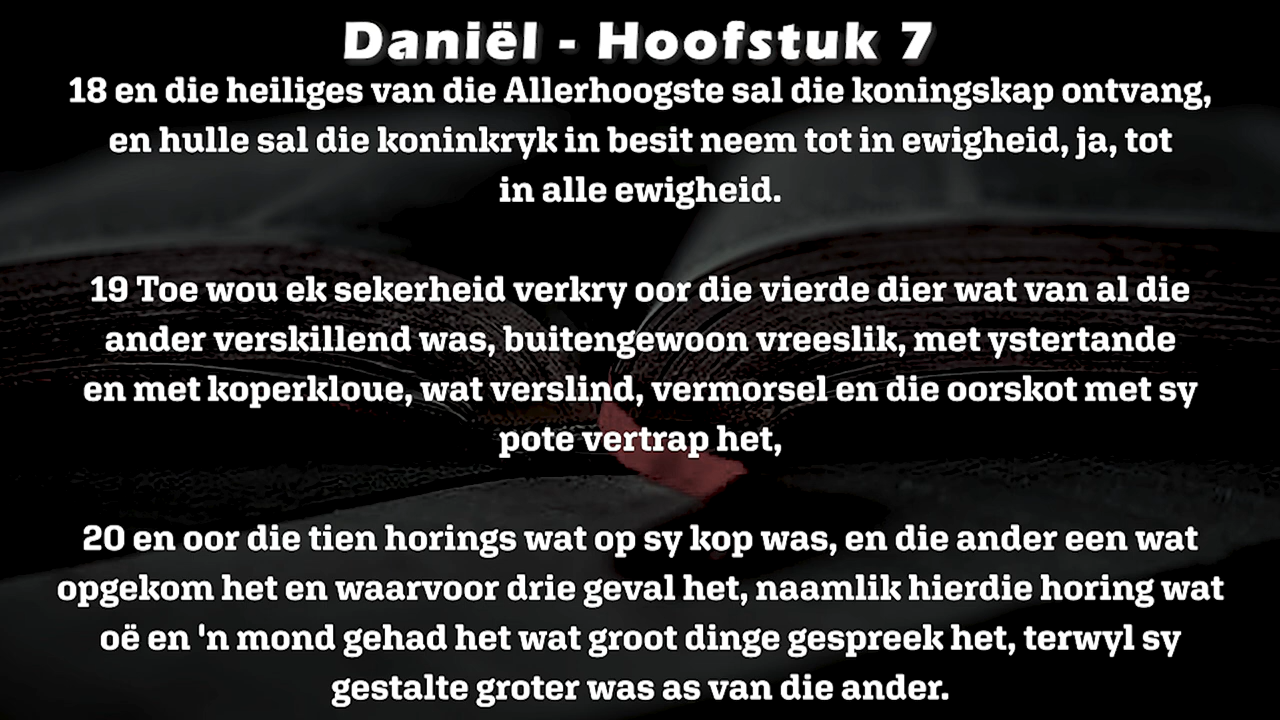 Daniël - Hoofstuk 7
18 en die heiliges van die Allerhoogste sal die koningskap ontvang,
en hulle sal die koninkryk in besit neem tot in ewigheid, ja, tot
in alle ewigheid.
19 Toe wou ek sekerheid verkry oor die vierde dier wat van al die
ander verskillend was, buitengewoon vreeslik, met ystertande
en met koperkloue, wat verslind, vermorsel en die oorskot met sy
pote vertrap het,
20 en oor die tien horings wat op sy kop was, en die ander een wat
opgekom het en waarvoor drie geval het, naamlik hierdie horing wat
oë en 'n mond gehad het wat groot dinge gespreek het, terwyl sy
gestalte groter was as van die ander.